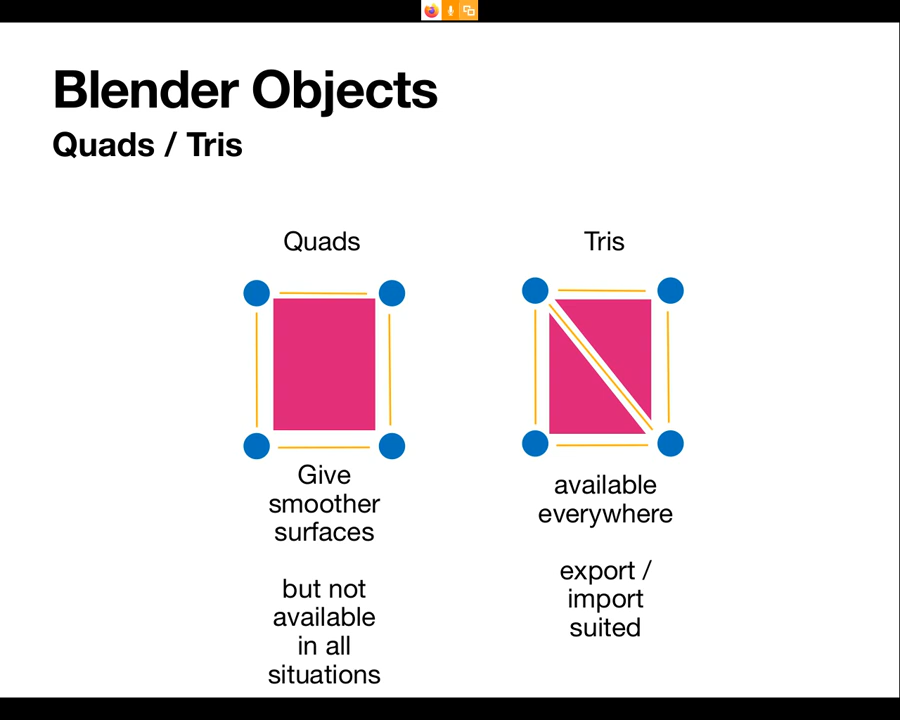 Blender Objects
Quads / Tris
Quads
Give
smoother
surfaces
but not
available
in all
situations
Tris
available
everywhere
export /
import
suited